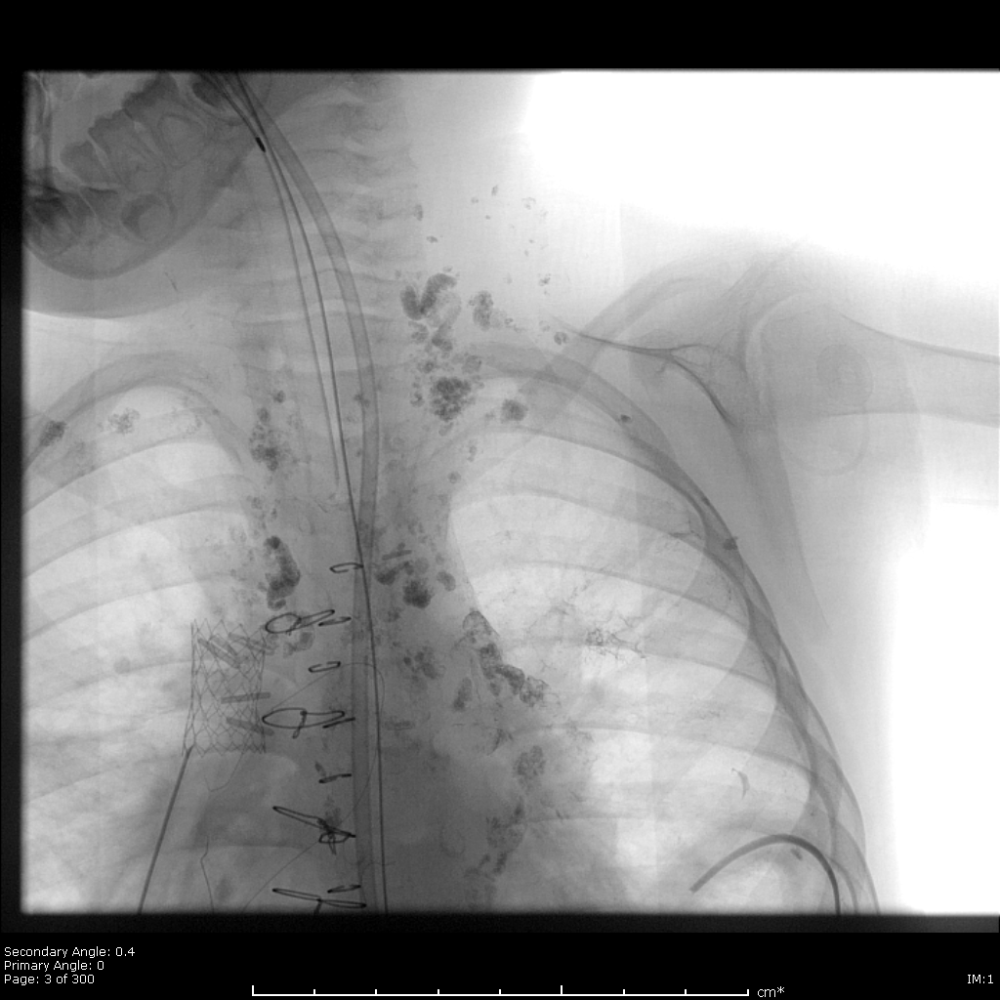 Secondary Angle: 0.4
Primary Angle: 0
Page: 3 of 300
IM:1
cm*